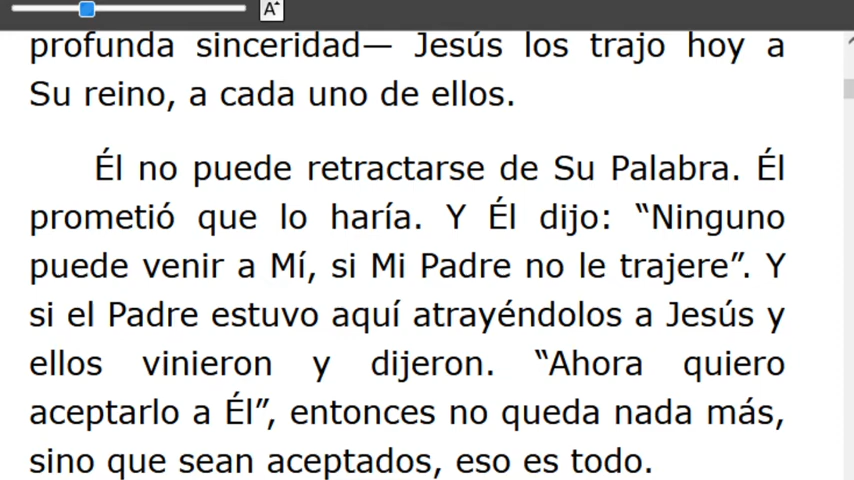 A
profunda sinceridad— Jesús los trajo hoy a
Su reino, a cada uno de ellos.
Él no puede retractarse de Su Palabra. Él
prometió que lo haría. Y Él dijo: “Ninguno
puede venir a Mí, si Mi Padre no le trajere”. Y
si el Padre estuvo aquí atrayéndolos a Jesús y
ellos vinieron y dijeron. “Ahora quiero
aceptarlo a Él”, entonces no queda nada más,
sino que sean aceptados, eso es todo.